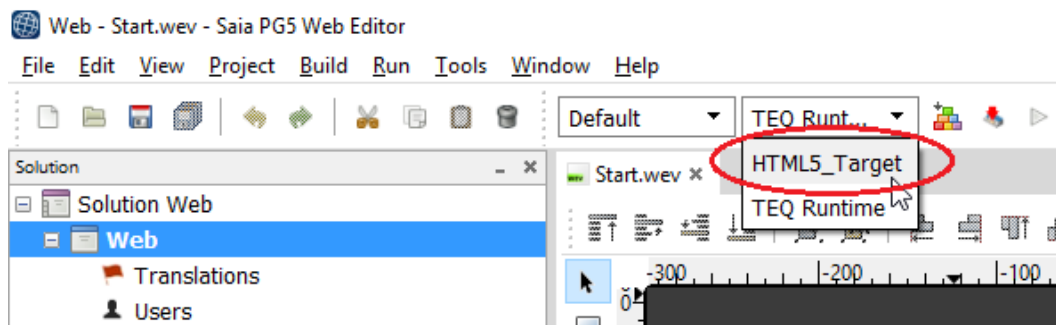 Web - Start.wev - Saia PG5 Web Editor
File Edit View Project Build Run Tools Window Help
Default TEQ Runt...
HTML5_Target
TEQ Runtime
Solution
Start.wev
Solution Web
Web
Translations
Users
-300 -200 -100
0